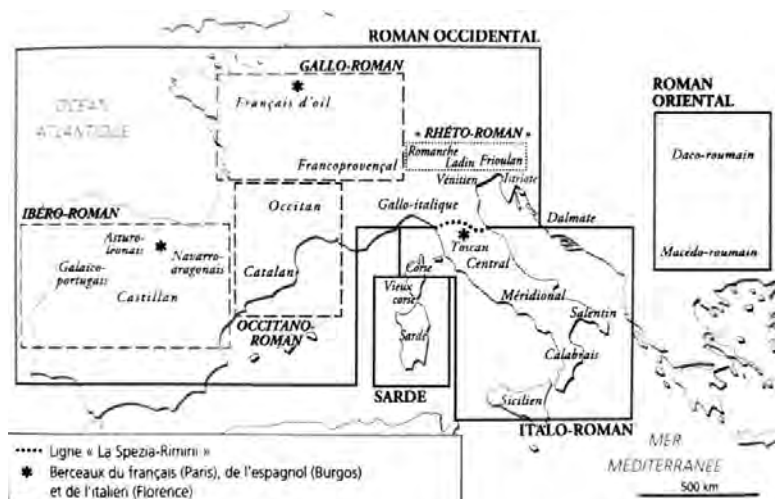 ROMAN OCCIDENTAL
GALLO-ROMAN
Français d'oïl
OCÉAN
ATLANTIQUE
ROMAN
ORIENTAL
« RHÉTO-ROMAN »
Romanche
Ladin
Frioulan
Daco-roumain
Francoprovençal
Vénitien
Istriote
Occitan
Gallo-italique
IBÉRO-ROMAN
Dalmate
Asturo-
léonais
Navarro-
aragonais
Toscan
Central
Macédo-roumain
Galaïco-
portugais
Catalan
Corse
Castillan
Vieux
corse
Méridional
Salentin
OCCITANO-
ROMAN
Sarde
Calabrais
SARDE
Sicilien
ITALO-ROMAN
MER
MÉDITERRANÉE
Ligne « La Spezia-Rimini »
Berceaux du français (Paris), de l'espagnol (Burgos)
et de l'italien (Florence)
500 km